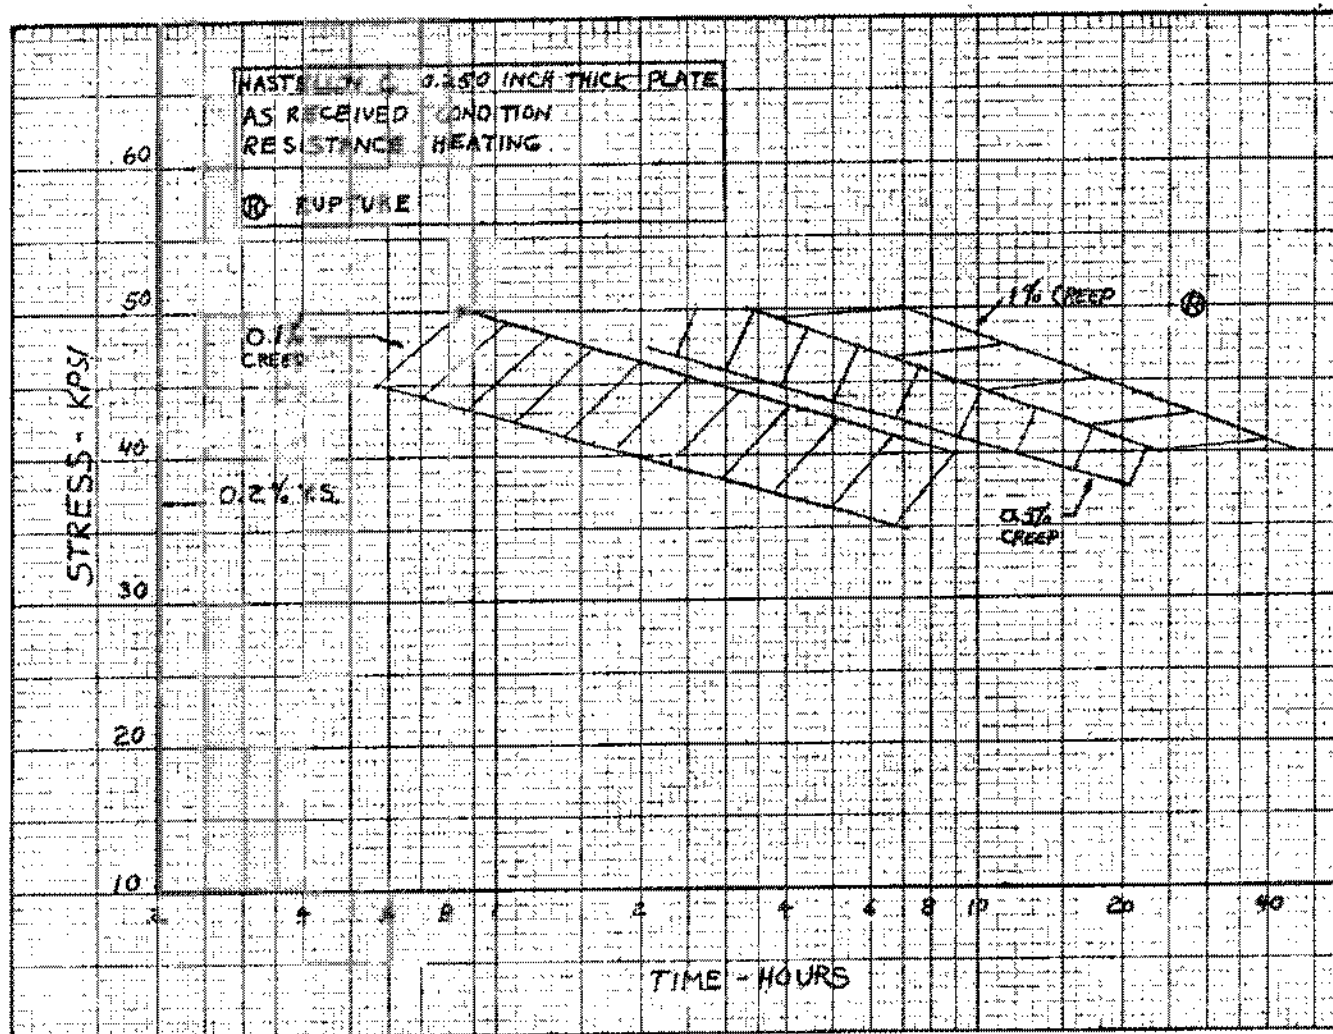 HASTELLOY C 0.250 INCH THICK PLATE
AS RECEIVED CONDITION
RESISTANCE HEATING
Ⓡ RUPTURE
60
50
40
30
20
10
STRESS - KPSI
0.1%
CREEP
0.2% Y.S.
1% CREEP
Ⓡ
0.5%
CREEP
.2 .4 .6 .8 1 2 4 6 8 10 20 40
TIME - HOURS